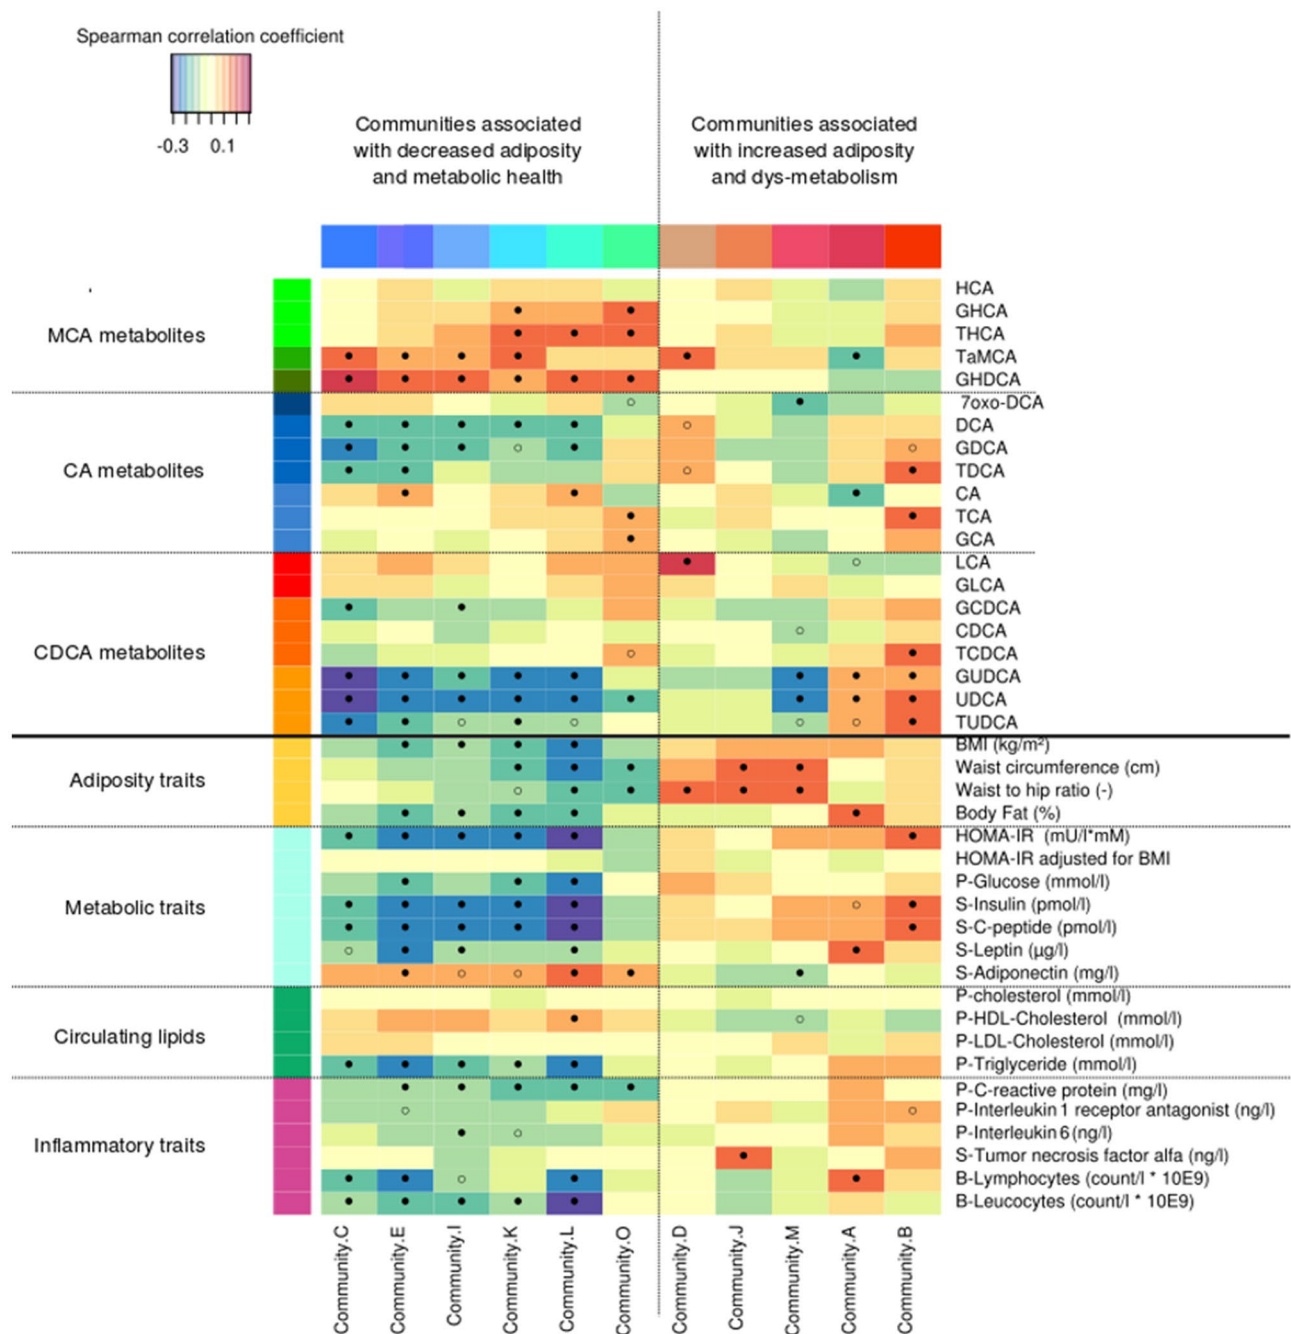 Spearman correlation coefficient
-0.3 0.1
Communities associated
with decreased adiposity
and metabolic health
Communities associated
with increased adiposity
and dys-metabolism
MCA metabolites
CA metabolites
CDCA metabolites
Adiposity traits
Metabolic traits
Circulating lipids
Inflammatory traits
HCA
GHCA
THCA
TaMCA
GHDCA
7oxo-DCA
DCA
GDCA
TDCA
CA
TCA
GCA
LCA
GLCA
GCDCA
CDCA
TCDCA
GUDCA
UDCA
TUDCA
BMI (kg/m²)
Waist circumference (cm)
Waist to hip ratio (-)
Body Fat (%)
HOMA-IR (mU/l*mM)
HOMA-IR adjusted for BMI
P-Glucose (mmol/l)
S-Insulin (pmol/l)
S-C-peptide (pmol/l)
S-Leptin (µg/l)
S-Adiponectin (mg/l)
P-cholesterol (mmol/l)
P-HDL-Cholesterol (mmol/l)
P-LDL-Cholesterol (mmol/l)
P-Triglyceride (mmol/l)
P-C-reactive protein (mg/l)
P-Interleukin 1 receptor antagonist (ng/l)
P-Interleukin 6 (ng/l)
S-Tumor necrosis factor alfa (ng/l)
B-Lymphocytes (count/l * 10E9)
B-Leucocytes (count/l * 10E9)
Community.C
Community.E
Community.I
Community.K
Community.L
Community.O
Community.D
Community.J
Community.M
Community.A
Community.B